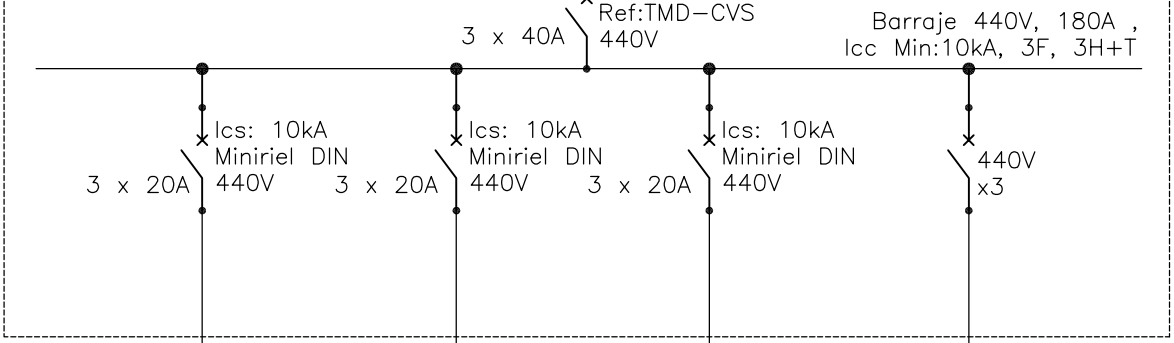 Ref:TMD-CVS
3 x 40A
440V
Barraje 440V, 180A ,
Icc Min:10kA, 3F, 3H+T
Ics: 10kA
Miniriel DIN
3 x 20A
440V
Ics: 10kA
Miniriel DIN
3 x 20A
440V
Ics: 10kA
Miniriel DIN
3 x 20A
440V
440V
x3